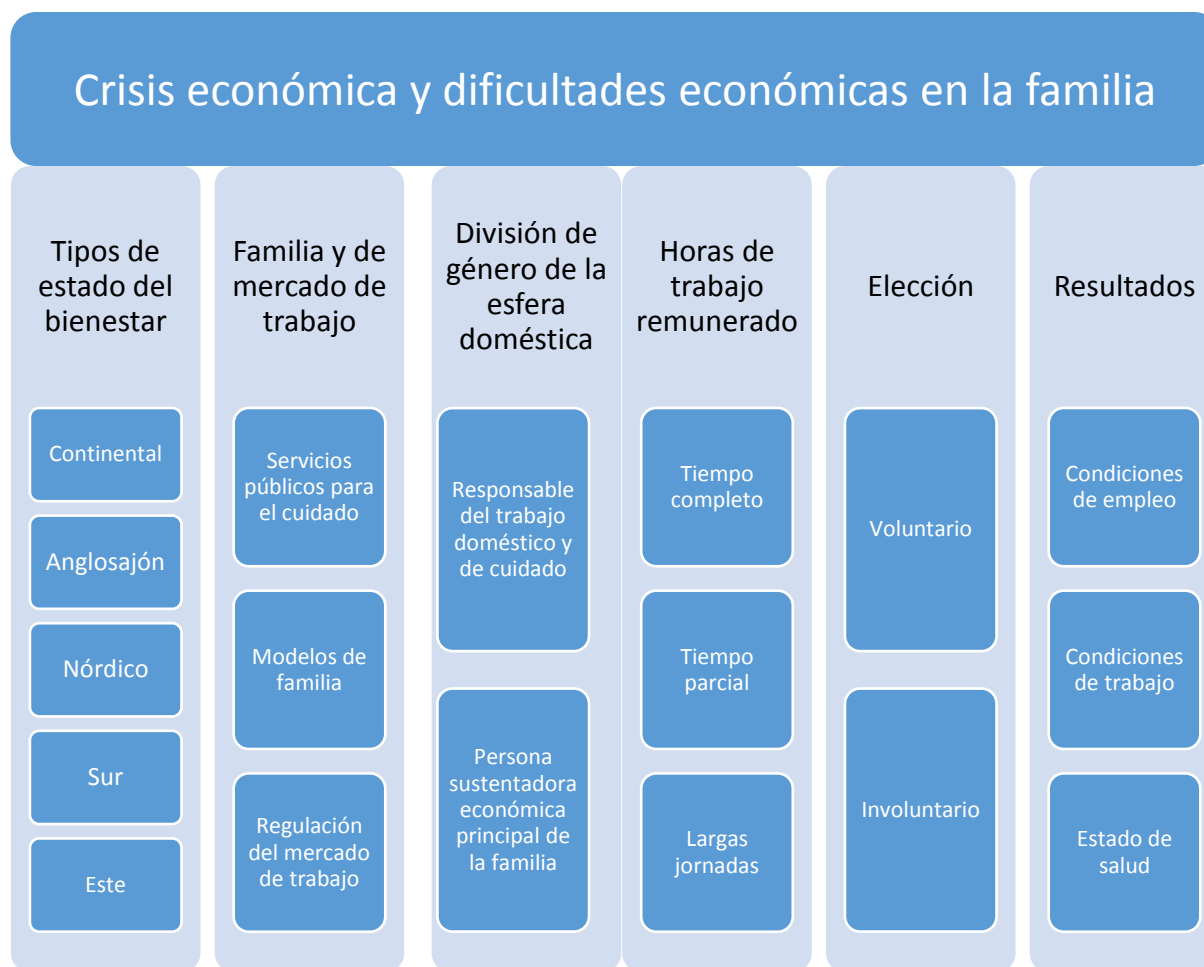 Crisis económica y dificultades económicas en la familia
Tipos de
estado del
bienestar
Continental
Anglosajón
Nórdico
Sur
Este
Familia y de
mercado de
trabajo
Servicios
públicos para
el cuidado
Modelos de
familia
Regulación
del mercado
de trabajo
División de
género de la
esfera
doméstica
Responsable
del trabajo
doméstico y
de cuidado
Persona
sustentadora
económica
principal de
la familia
Horas de
trabajo
remunerado
Tiempo
completo
Tiempo
parcial
Largas
jornadas
Elección
Voluntario
Involuntario
Resultados
Condiciones
de empleo
Condiciones
de trabajo
Estado de
salud